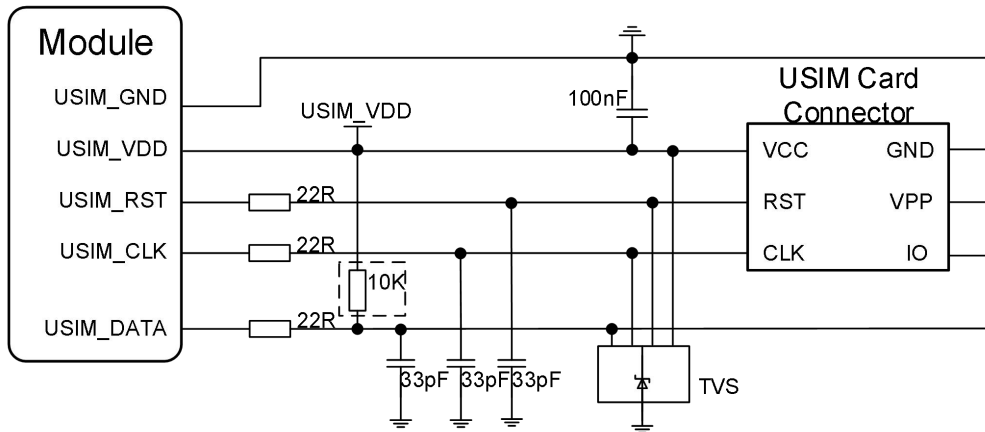 Module
USIM_GND
USIM_VDD
USIM_RST
USIM_CLK
USIM_DATA
22R
22R
22R
USIM_VDD
10K
100nF
33pF
33pF
33pF
TVS
USIM Card
Connector
VCC
RST
CLK
GND
VPP
IO